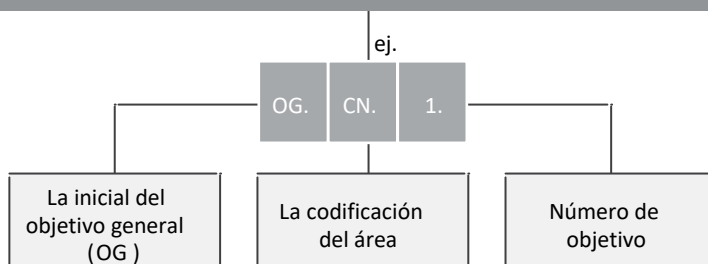 ej.
OG. CN. 1.
La inicial del
objetivo general
(OG )
La codificación
del área
Número de
objetivo